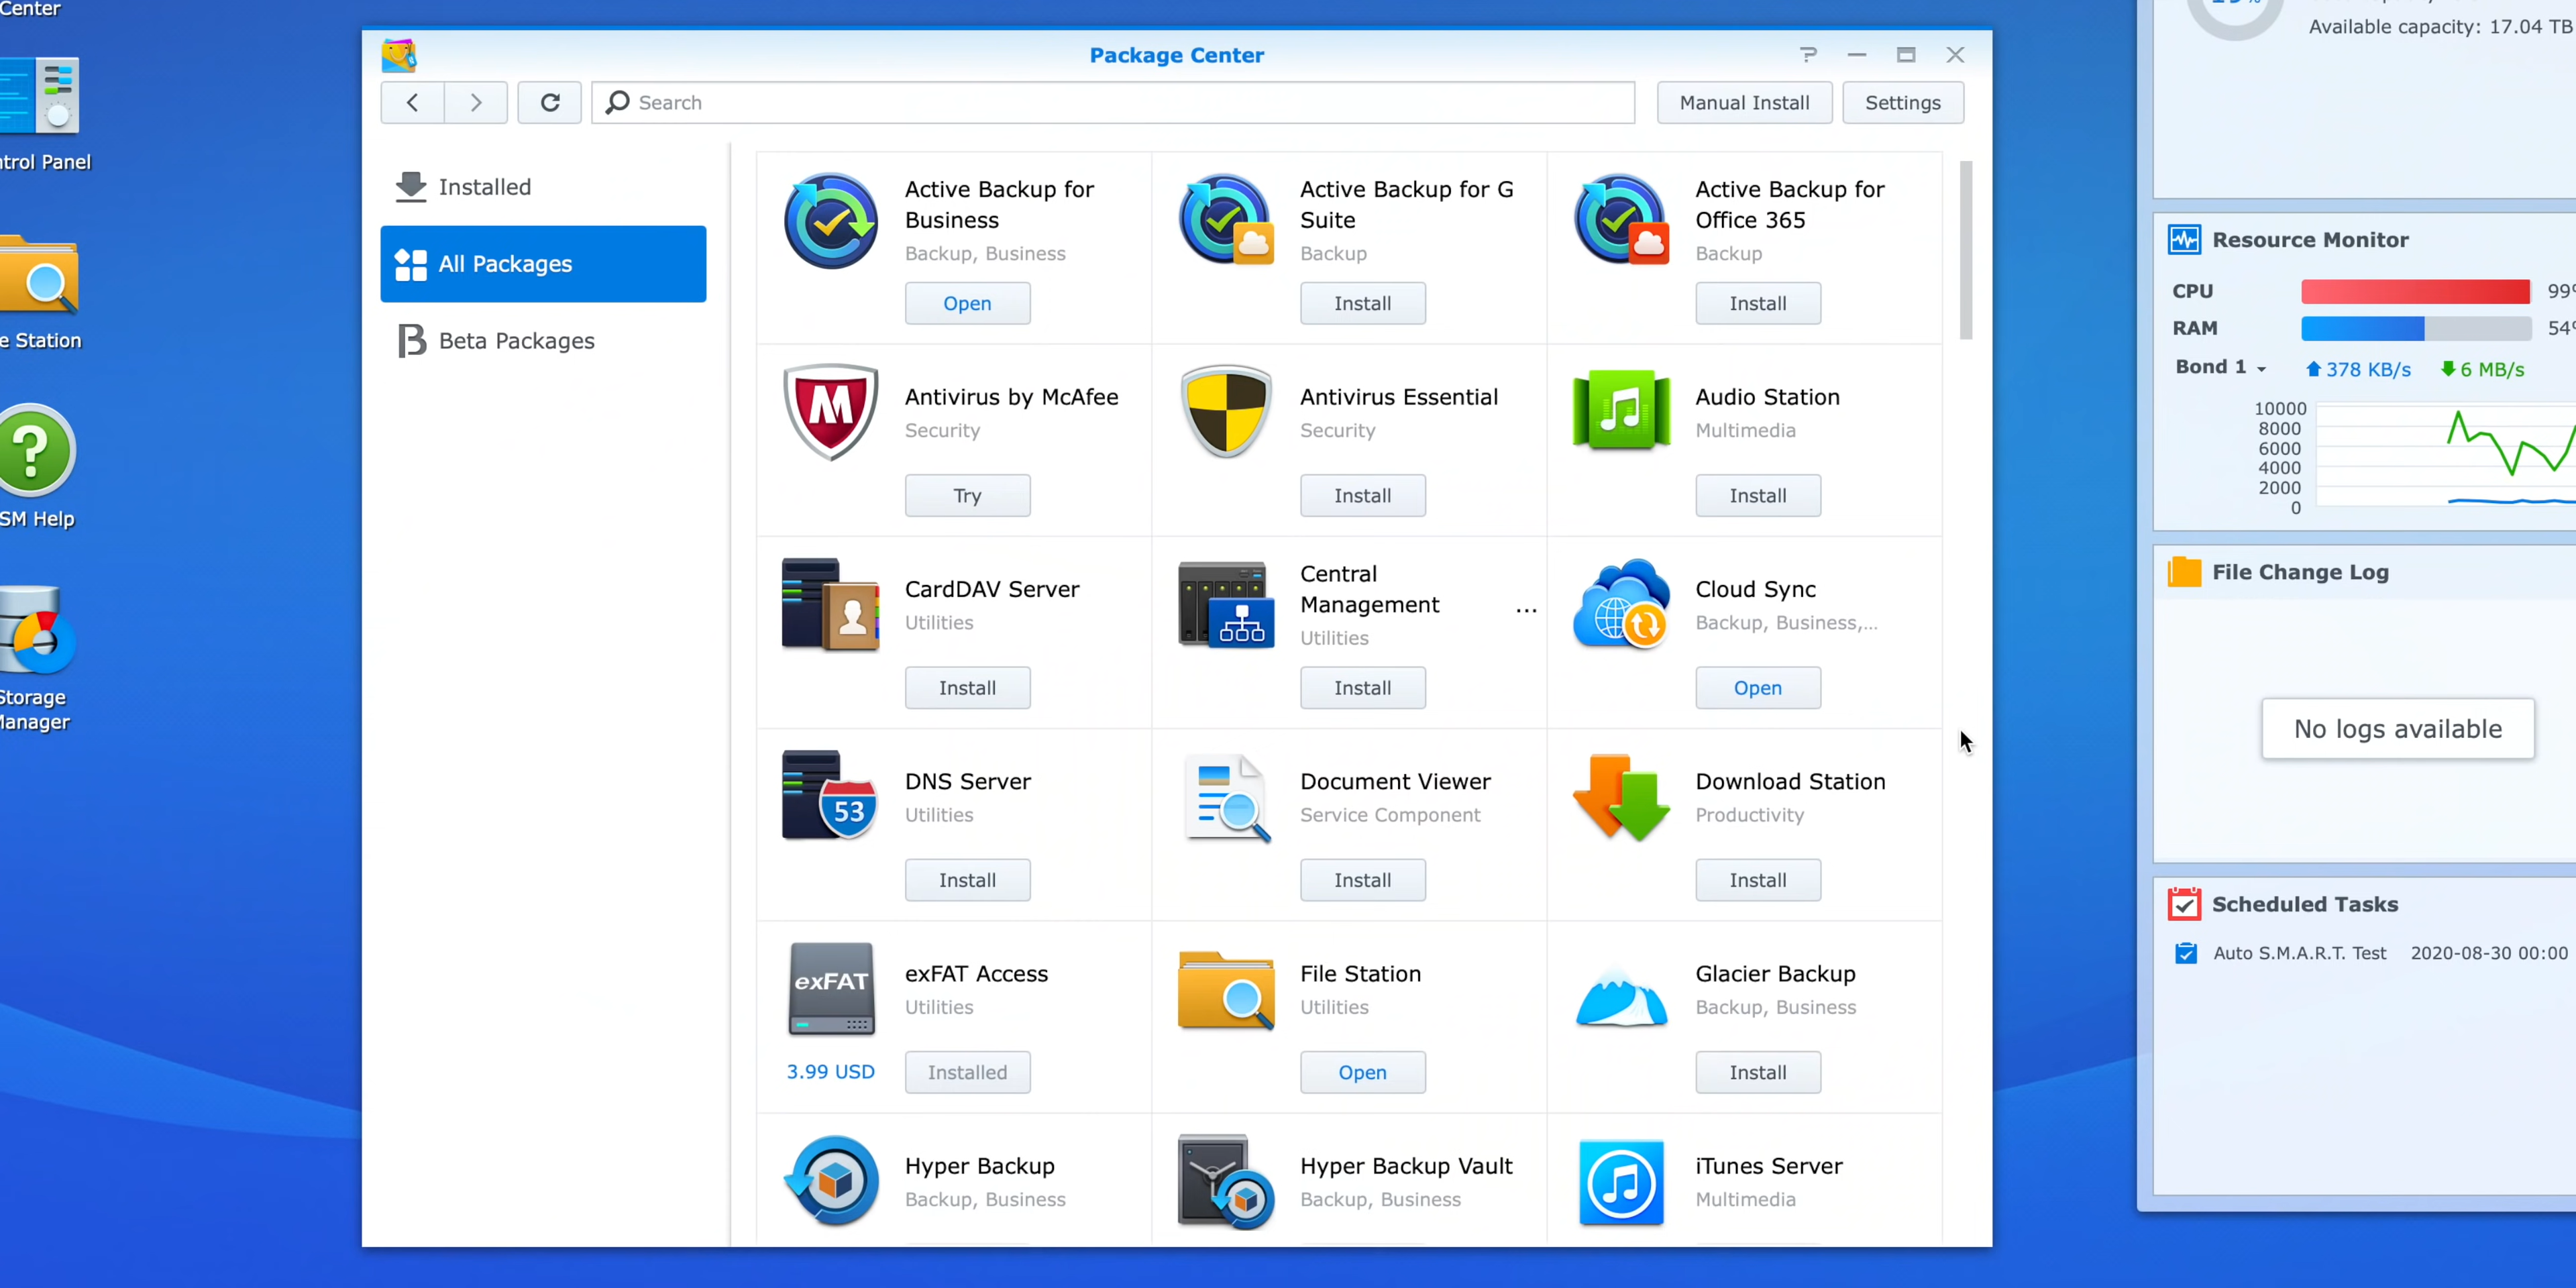 Center
ntrol Panel
e Station
SM Help
Storage
Manager
Package Center
Search
Manual Install
Settings
Installed
All Packages
Beta Packages
Active Backup for
Business
Backup, Business
Open
Active Backup for G
Suite
Backup
Install
Active Backup for
Office 365
Backup
Install
Antivirus by McAfee
Security
Try
Antivirus Essential
Security
Install
Audio Station
Multimedia
Install
CardDAV Server
Utilities
Install
Central
Management ...
Utilities
Install
Cloud Sync
Backup, Business,...
Open
53
DNS Server
Utilities
Install
Document Viewer
Service Component
Install
Download Station
Productivity
Install
exFAT
exFAT Access
Utilities
3.99 USD
Installed
File Station
Utilities
Open
Glacier Backup
Backup, Business
Install
Hyper Backup
Backup, Business
Hyper Backup Vault
Backup, Business
iTunes Server
Multimedia
Available capacity: 17.04 TB
Resource Monitor
CPU 99%
RAM 54%
Bond 1 378 KB/s 6 MB/s
10000
8000
6000
4000
2000
0
File Change Log
No logs available
Scheduled Tasks
Auto S.M.A.R.T. Test 2020-08-30 00:00